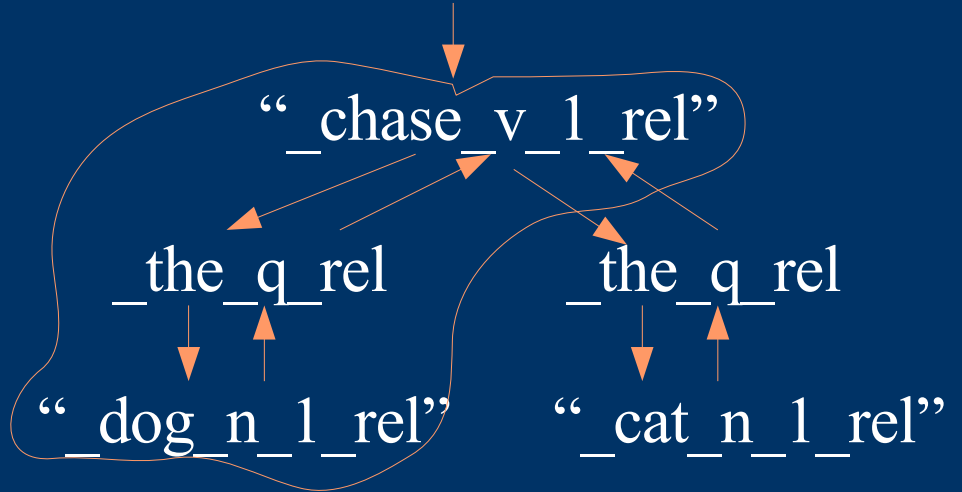 “_chase_v_1_rel”
_the_q_rel _the_q_rel
“_dog_n_1_rel” “_cat_n_1_rel”